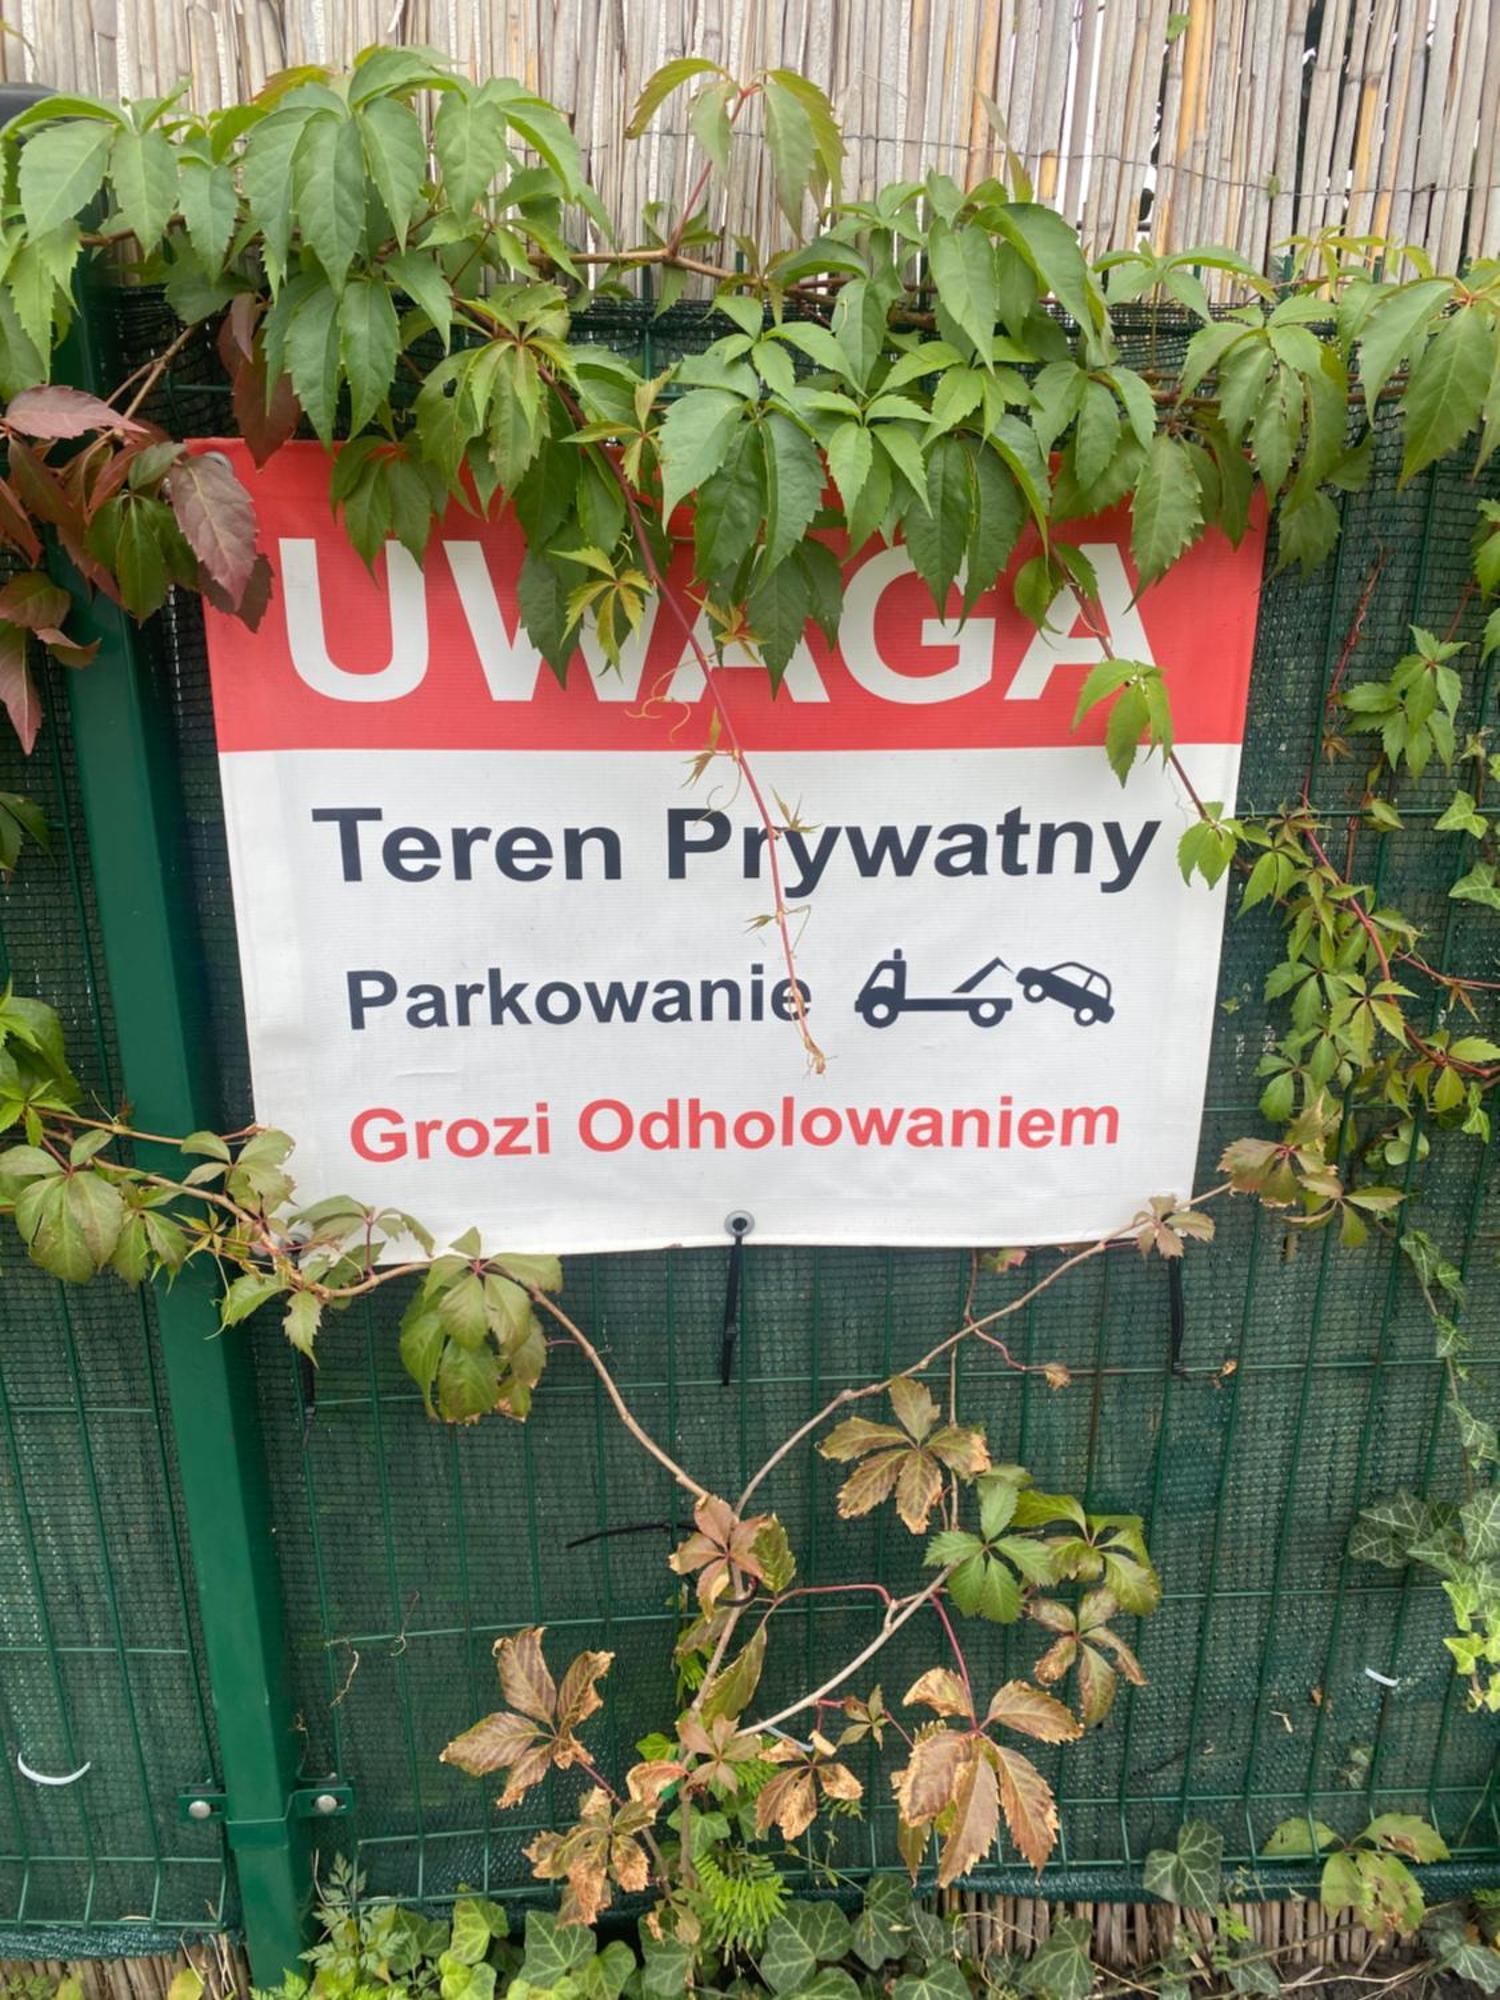 UWAGA
Teren Prywatny
Parkowanie
Grozi Odholowaniem